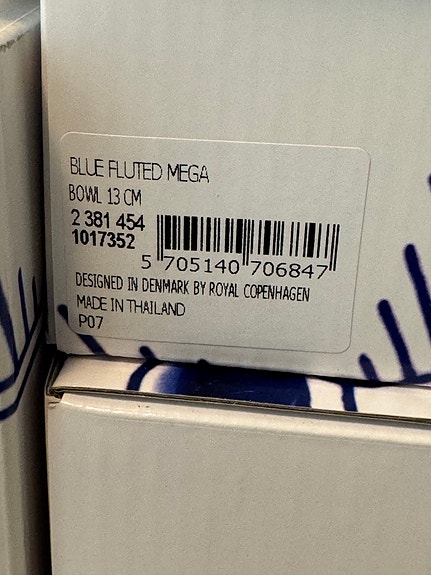 BLUE FLUTED MEGA
BOWL 13 CM
2 381 454
1017352
5 705140 706847
DESIGNED IN DENMARK BY ROYAL COPENHAGEN
MADE IN THAILAND
P07